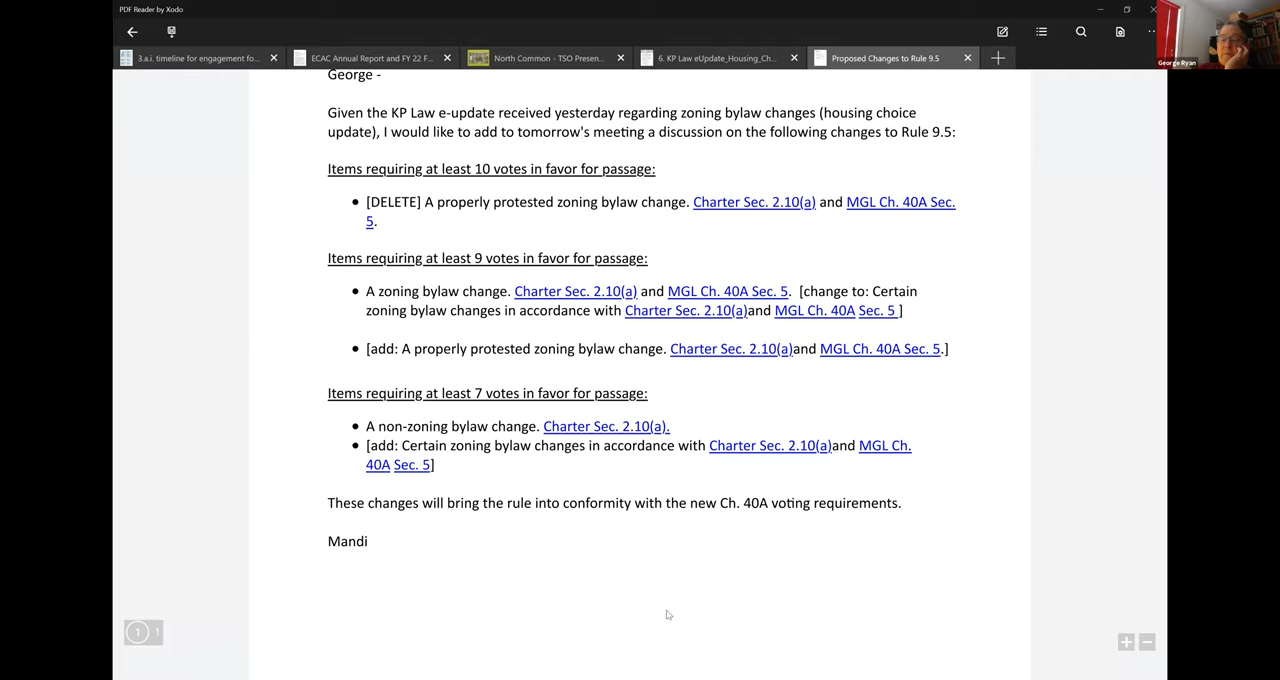 PDF Reader by Xodo
3.a.i. timeline for engagement fo...
ECAC Annual Report and FY 22 F...
North Common - TSO Presen...
6. KP Law eUpdate_Housing_Ch...
Proposed Changes to Rule 9.5
George Ryan
George -
Given the KP Law e-update received yesterday regarding zoning bylaw changes (housing choice
update), I would like to add to tomorrow's meeting a discussion on the following changes to Rule 9.5:
Items requiring at least 10 votes in favor for passage:
• [DELETE] A properly protested zoning bylaw change. Charter Sec. 2.10(a) and MGL Ch. 40A Sec.
5.
Items requiring at least 9 votes in favor for passage:
• A zoning bylaw change. Charter Sec. 2.10(a) and MGL Ch. 40A Sec. 5. [change to: Certain
zoning bylaw changes in accordance with Charter Sec. 2.10(a)and MGL Ch. 40A Sec. 5 ]
• [add: A properly protested zoning bylaw change. Charter Sec. 2.10(a)and MGL Ch. 40A Sec. 5.]
Items requiring at least 7 votes in favor for passage:
• A non-zoning bylaw change. Charter Sec. 2.10(a).
• [add: Certain zoning bylaw changes in accordance with Charter Sec. 2.10(a)and MGL Ch.
40A Sec. 5]
These changes will bring the rule into conformity with the new Ch. 40A voting requirements.
Mandi
1 1